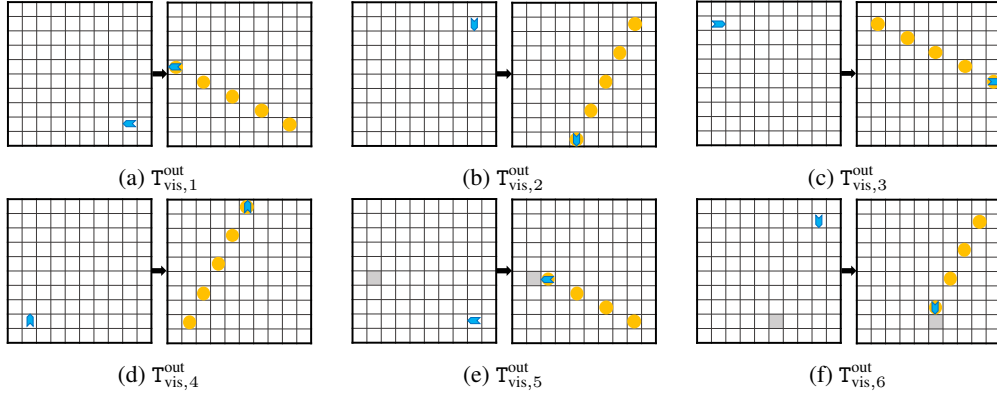 (a) T^out_vis,1
(b) T^out_vis,2
(c) T^out_vis,3
(d) T^out_vis,4
(e) T^out_vis,5
(f) T^out_vis,6